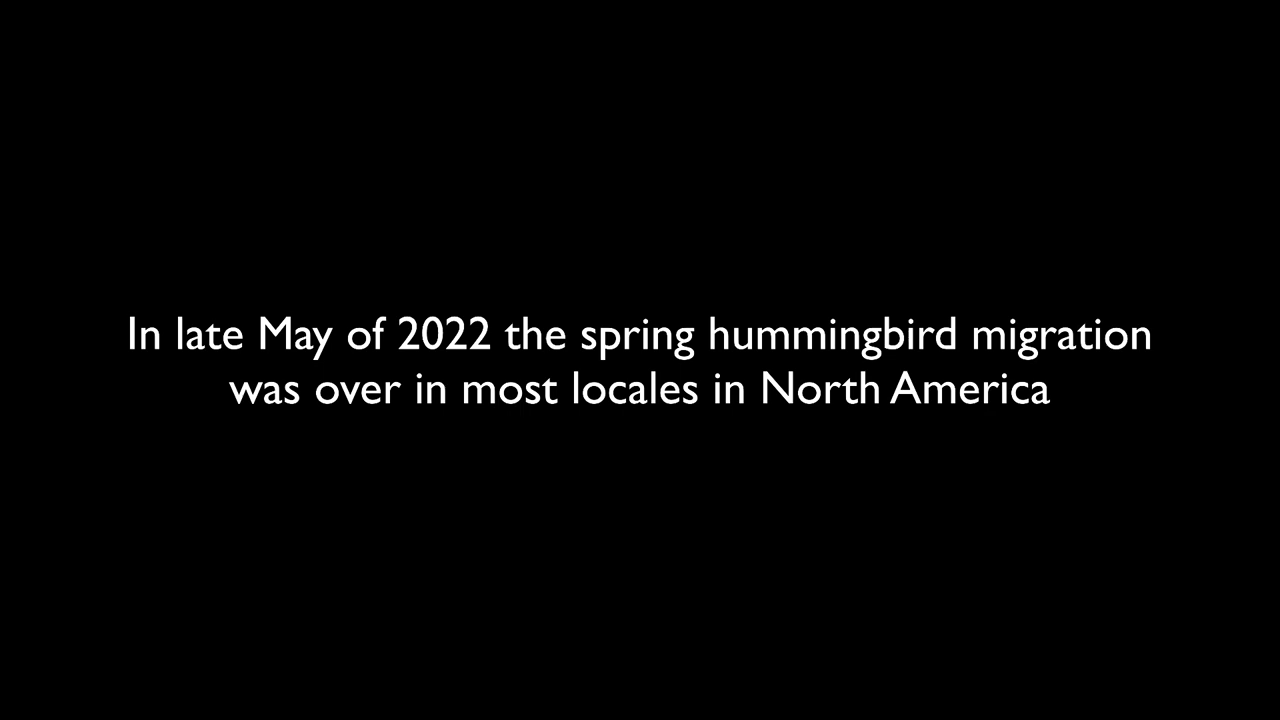 In late May of 2022 the spring hummingbird migration
was over in most locales in North America